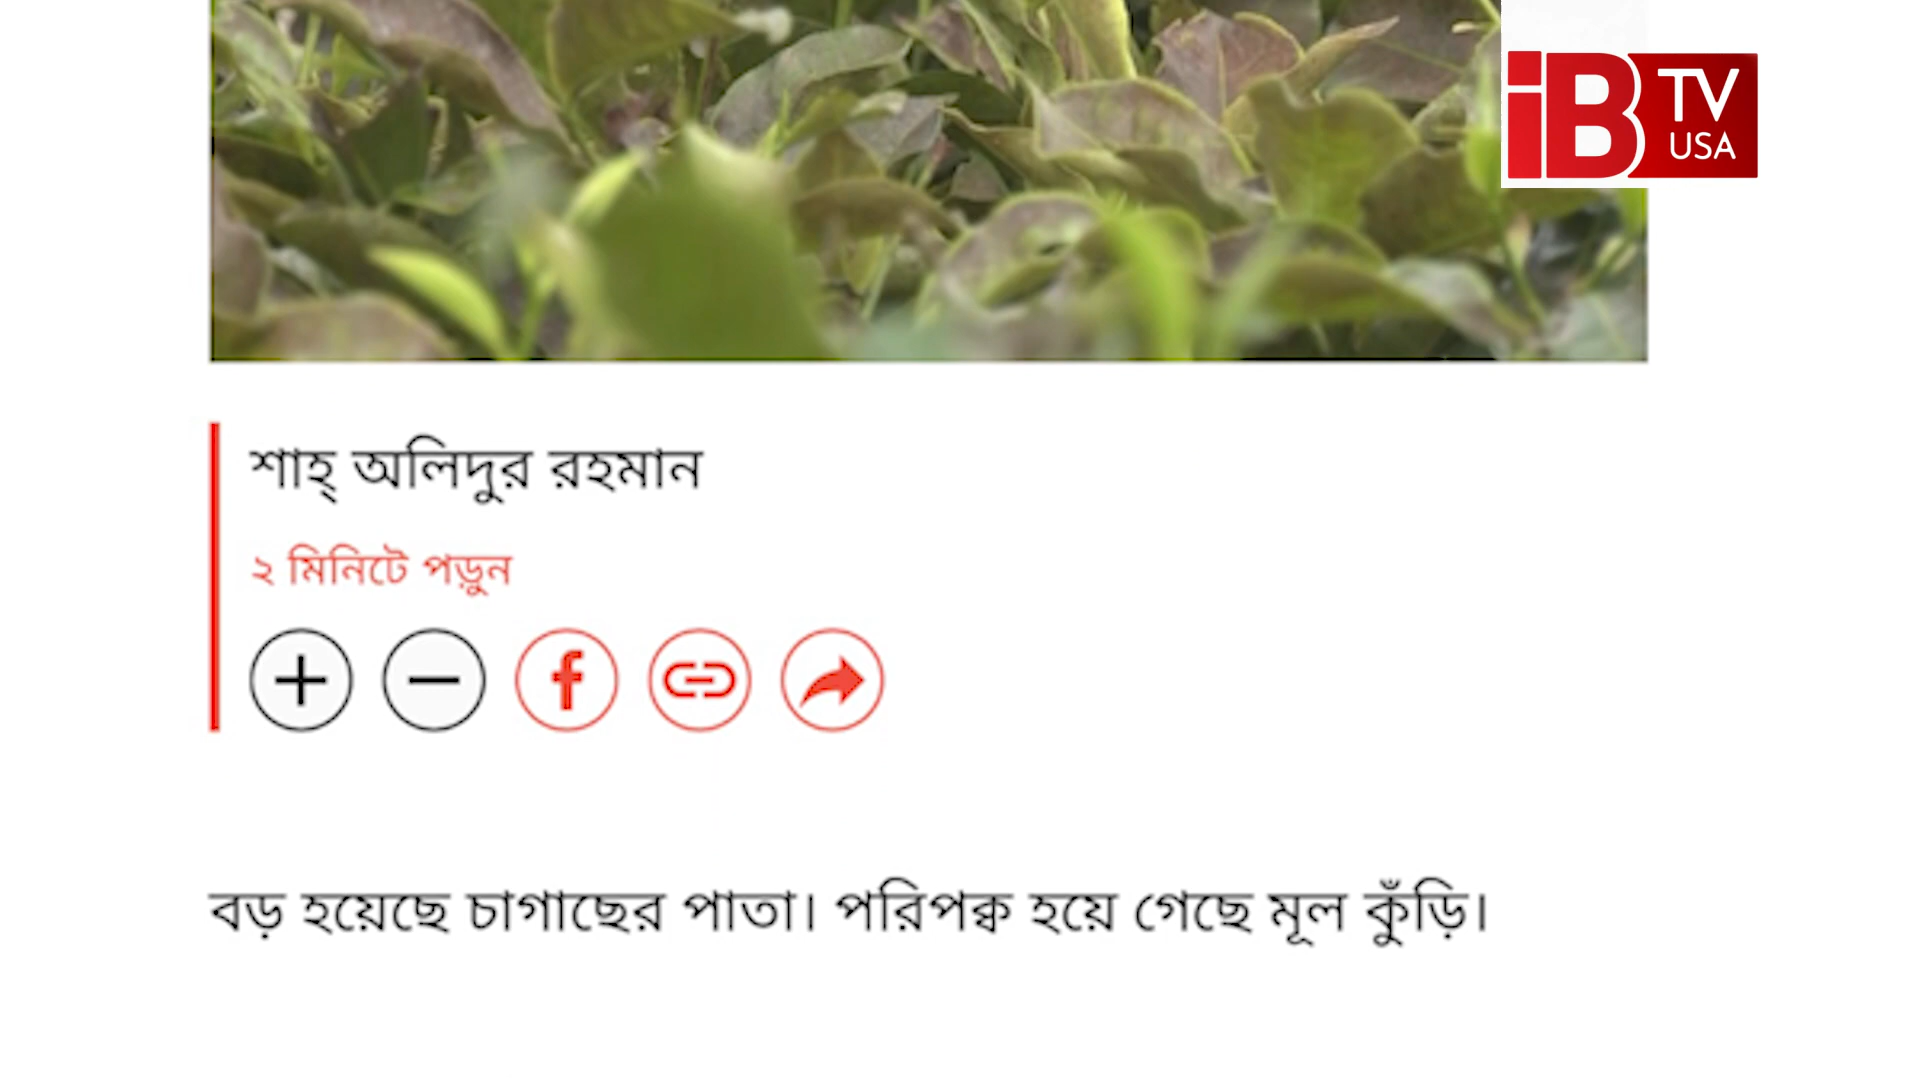 iB TV
USA
শাহ্ অলিদুর রহমান
২ মিনিটে পড়ুন
বড় হয়েছে চাগাছের পাতা। পরিপক্ব হয়ে গেছে মূল কুঁড়ি।